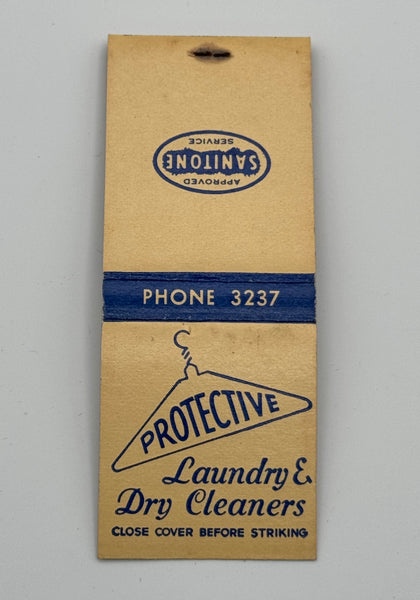 APPROVED
SANITONE
SERVICE
PHONE 3237
PROTECTIVE
Laundry &
Dry Cleaners
CLOSE COVER BEFORE STRIKING